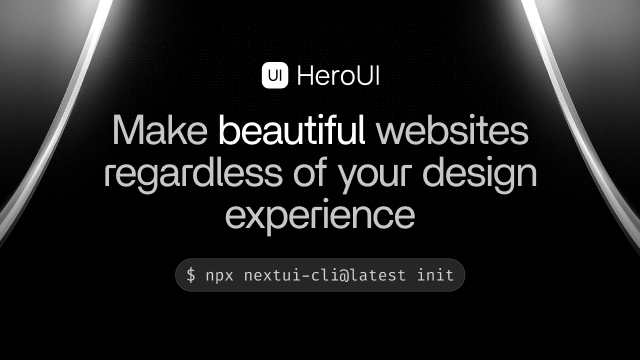 UI HeroUI
Make beautiful websites
regardless of your design
experience
$ npx nextui-cli@latest init